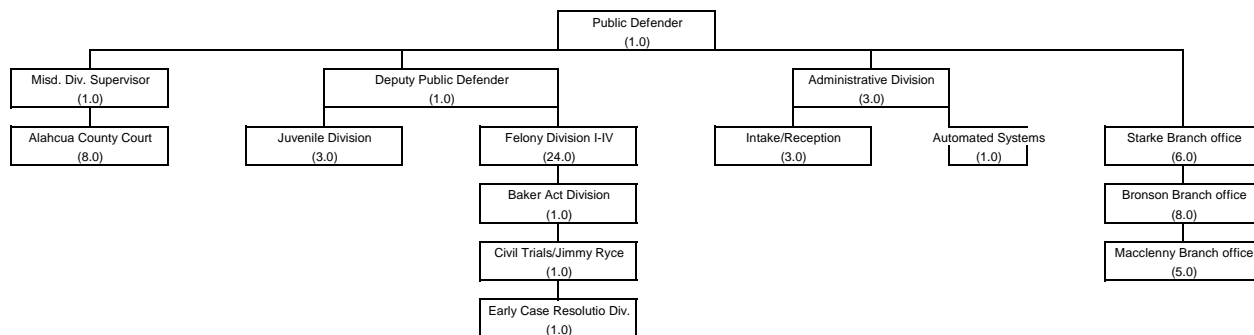 Public Defender
(1.0)
Misd. Div. Supervisor
(1.0)
Deputy Public Defender
(1.0)
Administrative Division
(3.0)
Alahcua County Court
(8.0)
Juvenile Division
(3.0)
Felony Division I-IV
(24.0)
Intake/Reception
(3.0)
Automated Systems
(1.0)
Starke Branch office
(6.0)
Baker Act Division
(1.0)
Bronson Branch office
(8.0)
Civil Trials/Jimmy Ryce
(1.0)
Macclenny Branch office
(5.0)
Early Case Resolutio Div.
(1.0)